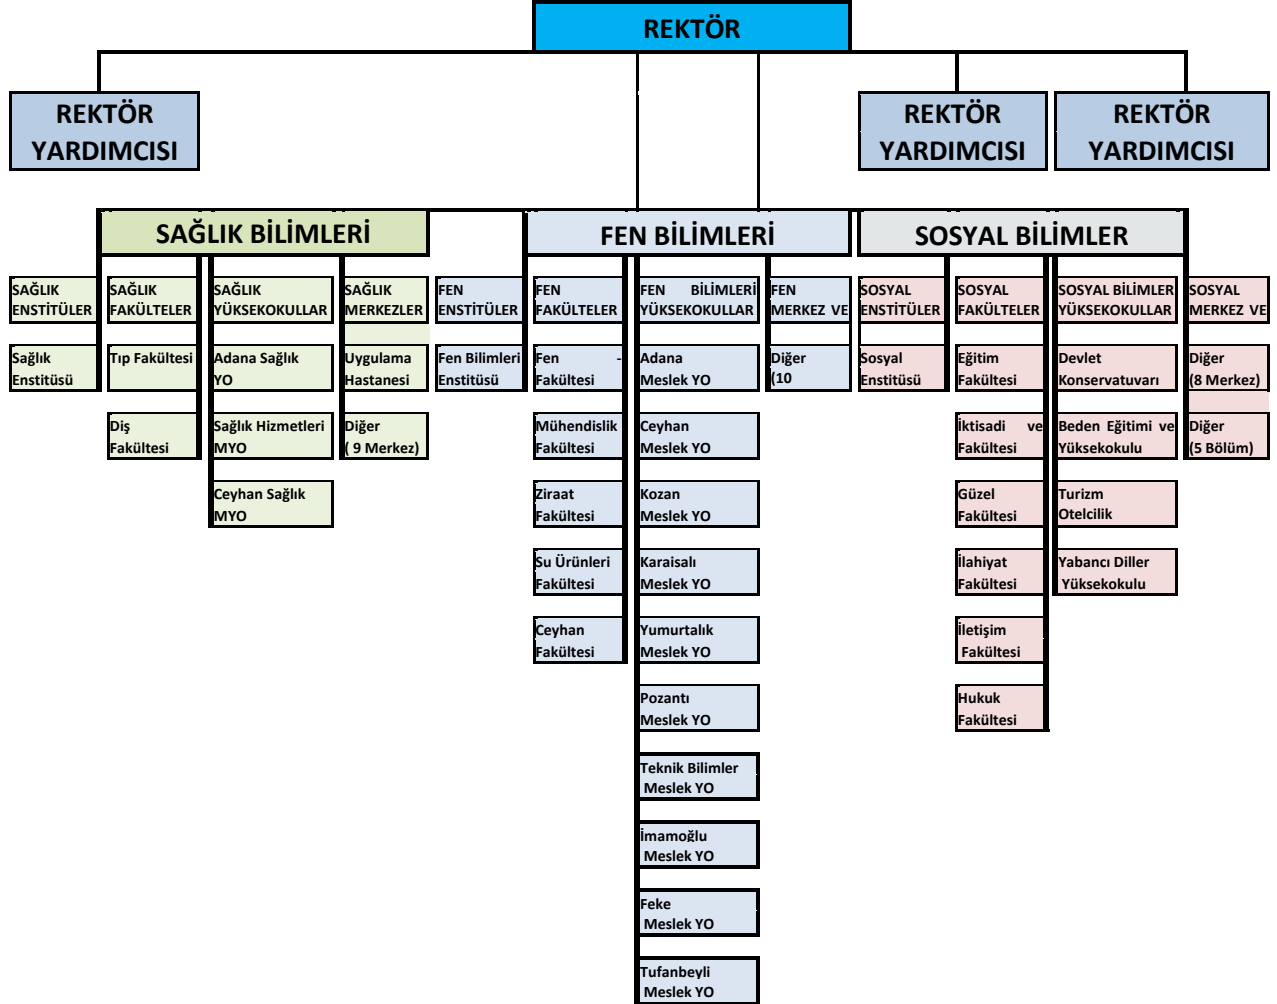 REKTÖR
REKTÖR
YARDIMCISI
REKTÖR
YARDIMCISI
REKTÖR
YARDIMCISI
SAĞLIK BİLİMLERİ
FEN BİLİMLERİ
SOSYAL BİLİMLER
SAĞLIK
ENSTİTÜLER
SAĞLIK
FAKÜLTELER
SAĞLIK
YÜKSEKOKULLAR
SAĞLIK
MERKEZLER
FEN
ENSTİTÜLER
FEN
FAKÜLTELER
FEN BİLİMLERİ
YÜKSEKOKULLAR
FEN
MERKEZ VE
SOSYAL
ENSTİTÜLER
SOSYAL
FAKÜLTELER
SOSYAL BİLİMLER
YÜKSEKOKULLAR
SOSYAL
MERKEZ VE
Sağlık
Enstitüsü
Tıp Fakültesi
Adana Sağlık
YO
Uygulama
Hastanesi
Fen Bilimleri
Enstitüsü
Fen -
Fakültesi
Adana
Meslek YO
Diğer
(10
Sosyal
Enstitüsü
Eğitim
Fakültesi
Devlet
Konservatuvarı
Diğer
(8 Merkez)
Diş
Fakültesi
Sağlık Hizmetleri
MYO
Diğer
( 9 Merkez)
Mühendislik
Fakültesi
Ceyhan
Meslek YO
İktisadi ve
Fakültesi
Beden Eğitimi ve
Yüksekokulu
Diğer
(5 Bölüm)
Ceyhan Sağlık
MYO
Ziraat
Fakültesi
Kozan
Meslek YO
Güzel
Fakültesi
Turizm
Otelcilik
Su Ürünleri
Fakültesi
Karaisalı
Meslek YO
İlahiyat
Fakültesi
Yabancı Diller
Yüksekokulu
Ceyhan
Fakültesi
Yumurtalık
Meslek YO
İletişim
Fakültesi
Pozantı
Meslek YO
Hukuk
Fakültesi
Teknik Bilimler
Meslek YO
İmamoğlu
Meslek YO
Feke
Meslek YO
Tufanbeyli
Meslek YO